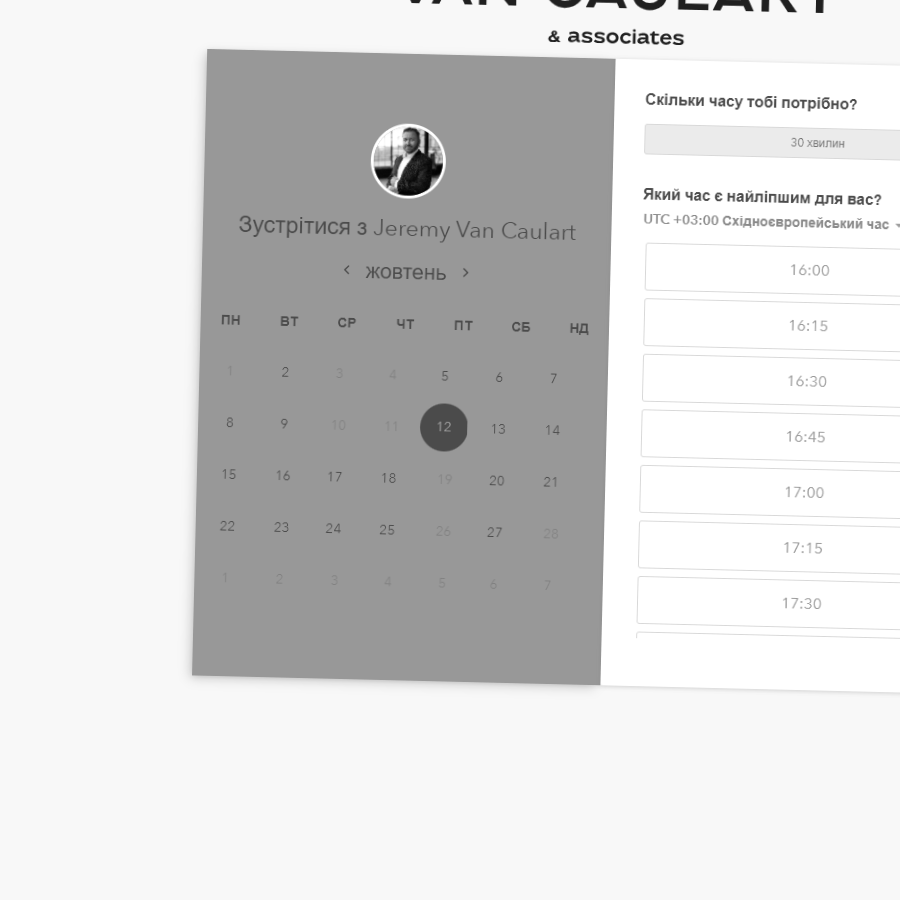 VAN CAULART
& associates
Зустрітися з Jeremy Van Caulart
жовтень
ПН ВТ СР ЧТ ПТ СБ НД
1 2 3 4 5 6 7
8 9 10 11 12 13 14
15 16 17 18 19 20 21
22 23 24 25 26 27 28
1 2 3 4 5 6 7
Скільки часу тобі потрібно?
30 хвилин
Який час є найліпшим для вас?
UTC +03:00 Східноєвропейський час
16:00
16:15
16:30
16:45
17:00
17:15
17:30